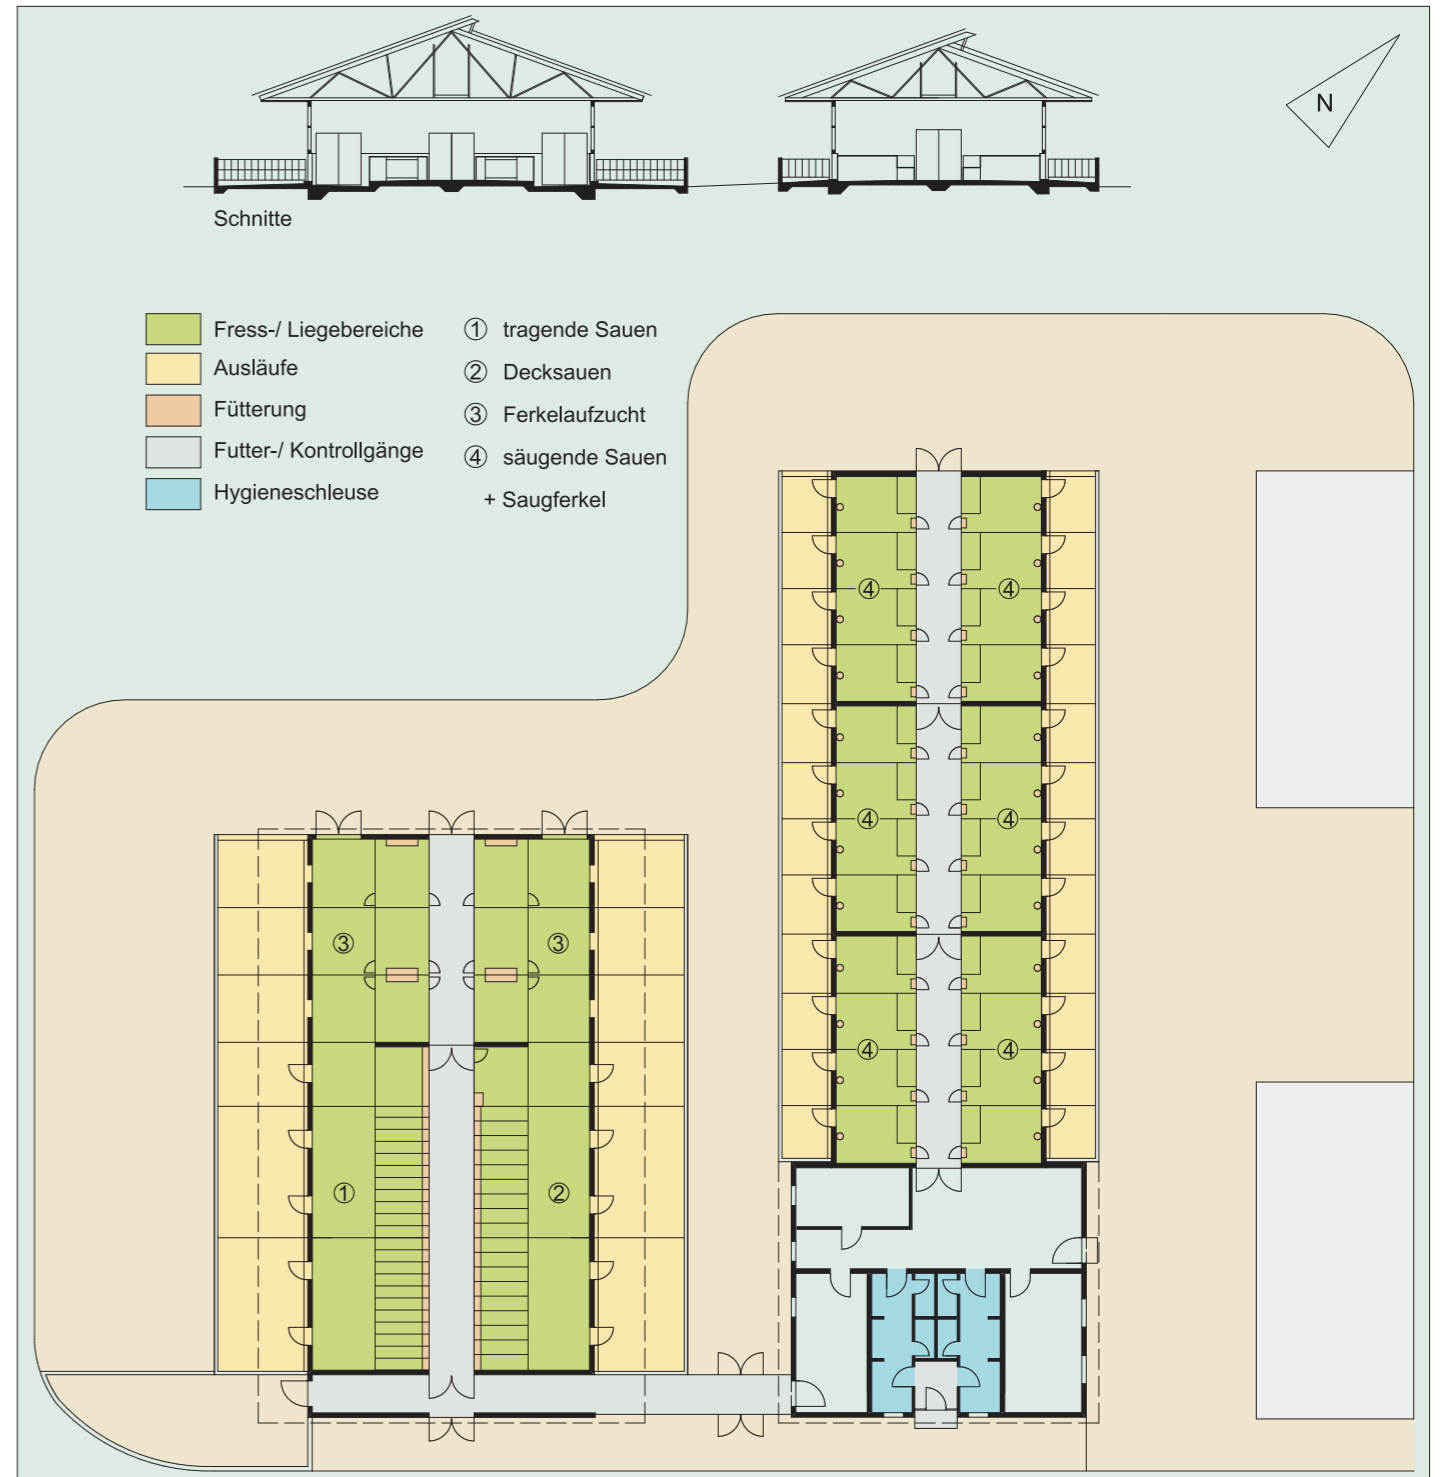 N
Schnitte
Fress-/ Liegebereiche
Ausläufe
Fütterung
Futter-/ Kontrollgänge
Hygieneschleuse
① tragende Sauen
② Decksauen
③ Ferkelaufzucht
④ säugende Sauen
+ Saugferkel
④ ④
④ ④
③ ③
④ ④
① ②